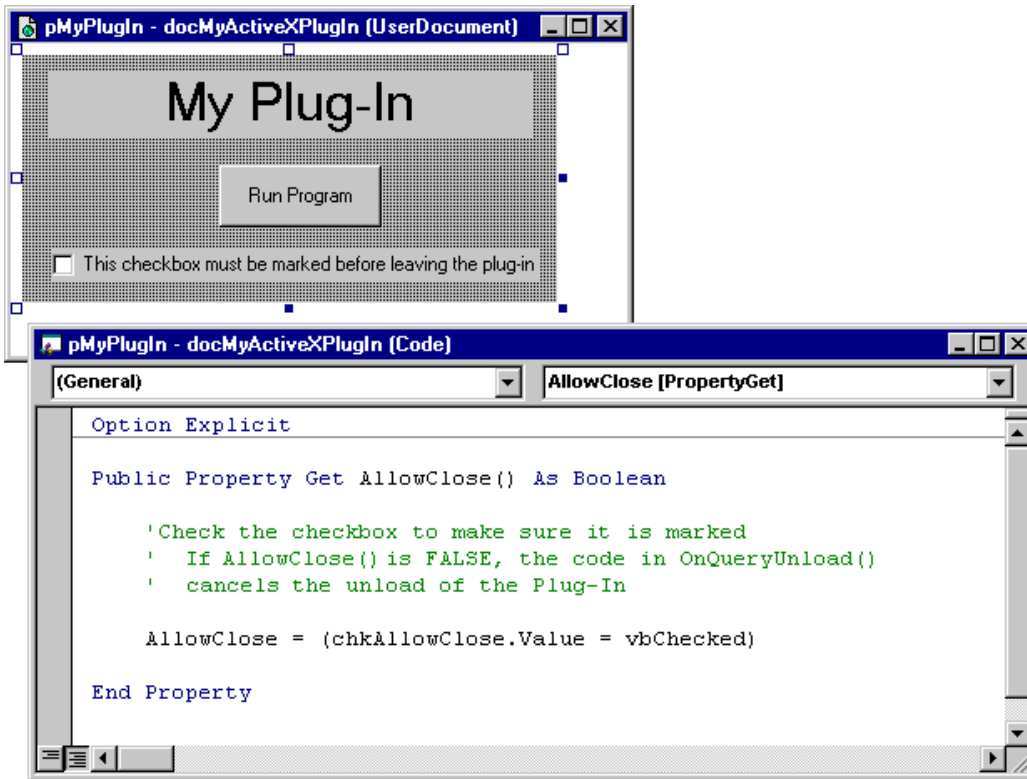 pMyPlugIn - docMyActiveXPlugIn (UserDocument)
My Plug-In
Run Program
This checkbox must be marked before leaving the plug-in
pMyPlugIn - docMyActiveXPlugIn (Code)
(General) AllowClose [PropertyGet]
Option Explicit
Public Property Get AllowClose() As Boolean
'Check the checkbox to make sure it is marked
' If AllowClose() is FALSE, the code in OnQueryUnload()
' cancels the unload of the Plug-In
AllowClose = (chkAllowClose.Value = vbChecked)
End Property